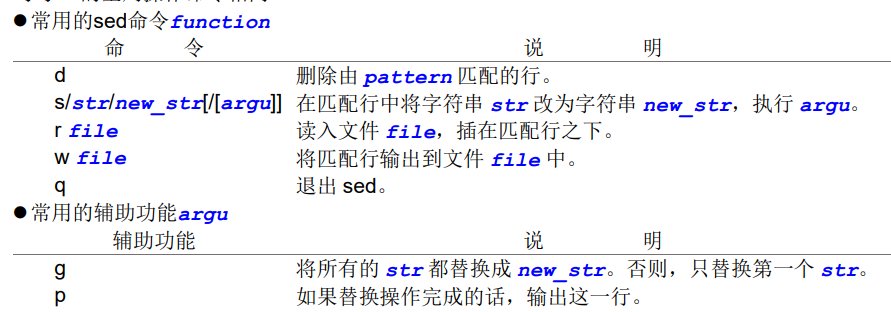 ●常用的sed命令function
命 令 说 明
d 删除由 pattern 匹配的行。
s/str/new_str[/[argu]] 在匹配行中将字符串 str 改为字符串 new_str，执行 argu。
r file 读入文件 file，插在匹配行之下。
w file 将匹配行输出到文件 file 中。
q 退出 sed。
●常用的辅助功能argu
辅助功能 说 明
g 将所有的 str 都替换成 new_str。否则，只替换第一个 str。
p 如果替换操作完成的话，输出这一行。